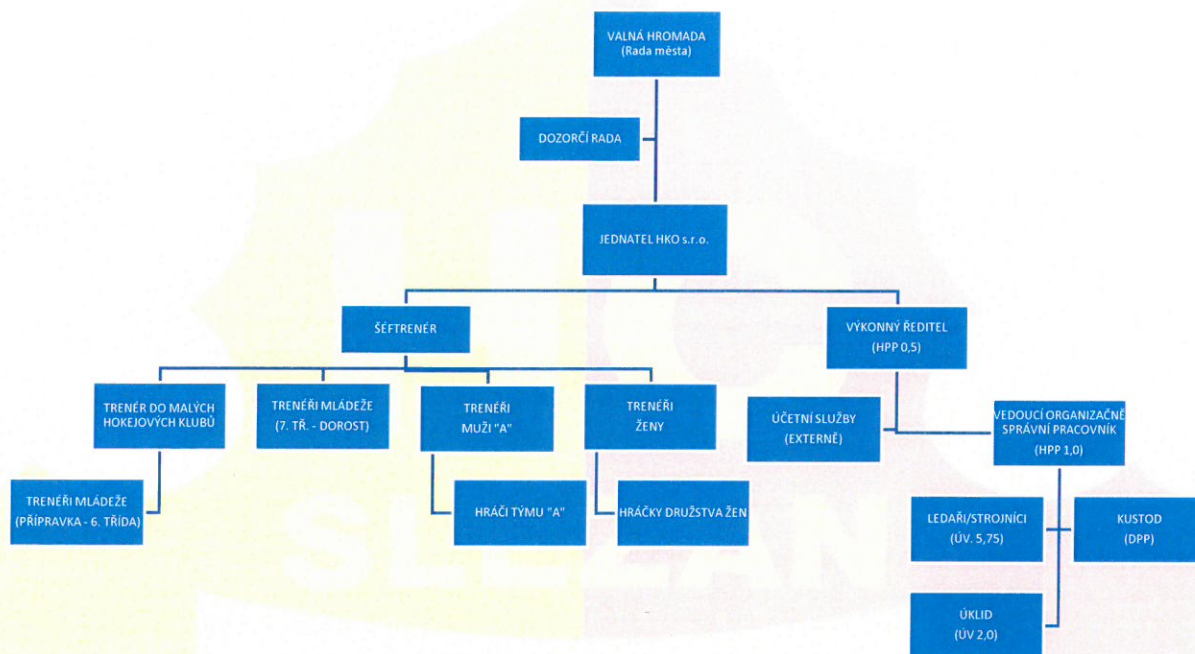 VALNÁ HROMADA
(Rada města)
DOZORČÍ RADA
JEDNATEL HKO s.r.o.
ŠÉFTRENÉR
VÝKONNÝ ŘEDITEL
(HPP 0,5)
TRENÉR DO MALÝCH
HOKEJOVÝCH KLUBŮ
TRENÉŘI MLÁDEŽE
(7. TŘ. - DOROST)
TRENÉŘI
MUŽI "A"
TRENÉŘI
ŽENY
ÚČETNÍ SLUŽBY
(EXTERNĚ)
VEDOUCÍ ORGANIZAČNĚ
SPRÁVNÍ PRACOVNÍK
(HPP 1,0)
TRENÉŘI MLÁDEŽE
(PŘÍPRAVKA - 6. TŘÍDA)
HRÁČI TÝMU "A"
HRÁČKY DRUŽSTVA ŽEN
LEDAŘI/STROJNÍCI
(ÚV. 5,75)
KUSTOD
(DPP)
ÚKLID
(ÚV 2,0)
HC
SLEZAN